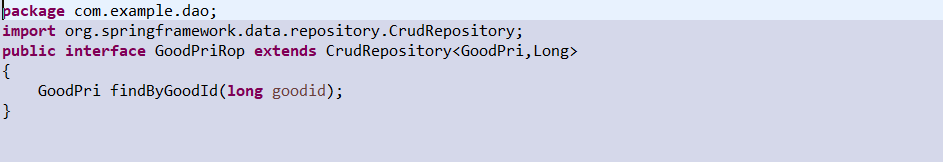 package com.example.dao;
import org.springframework.data.repository.CrudRepository;
public interface GoodPriRop extends CrudRepository<GoodPri,Long>
{
    GoodPri findByGoodId(long goodid);
}